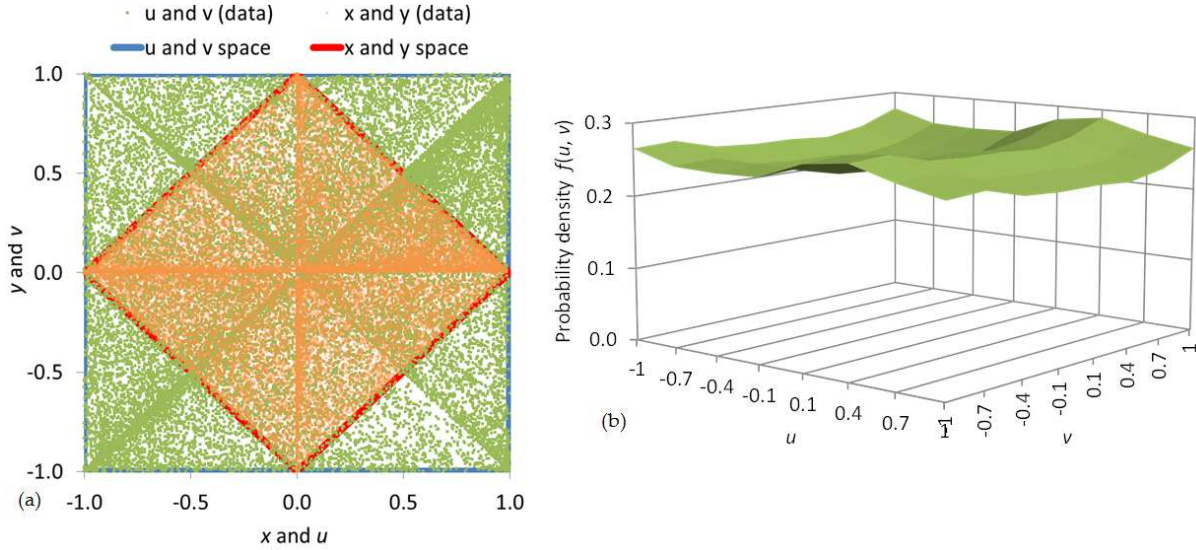 u and v (data) x and y (data)
u and v space x and y space
1.0
0.5
0.0
-0.5
-1.0
y and v
-1.0 -0.5 0.0 0.5 1.0
x and u
(a)
Probability density f(u, v)
0.3
0.2
0.1
0.0
-1 -0.7 -0.4 -0.1 0.1 0.4 0.7 1
u
-1 -0.7 -0.4 -0.1 0.1 0.4 0.7 1
v
(b)